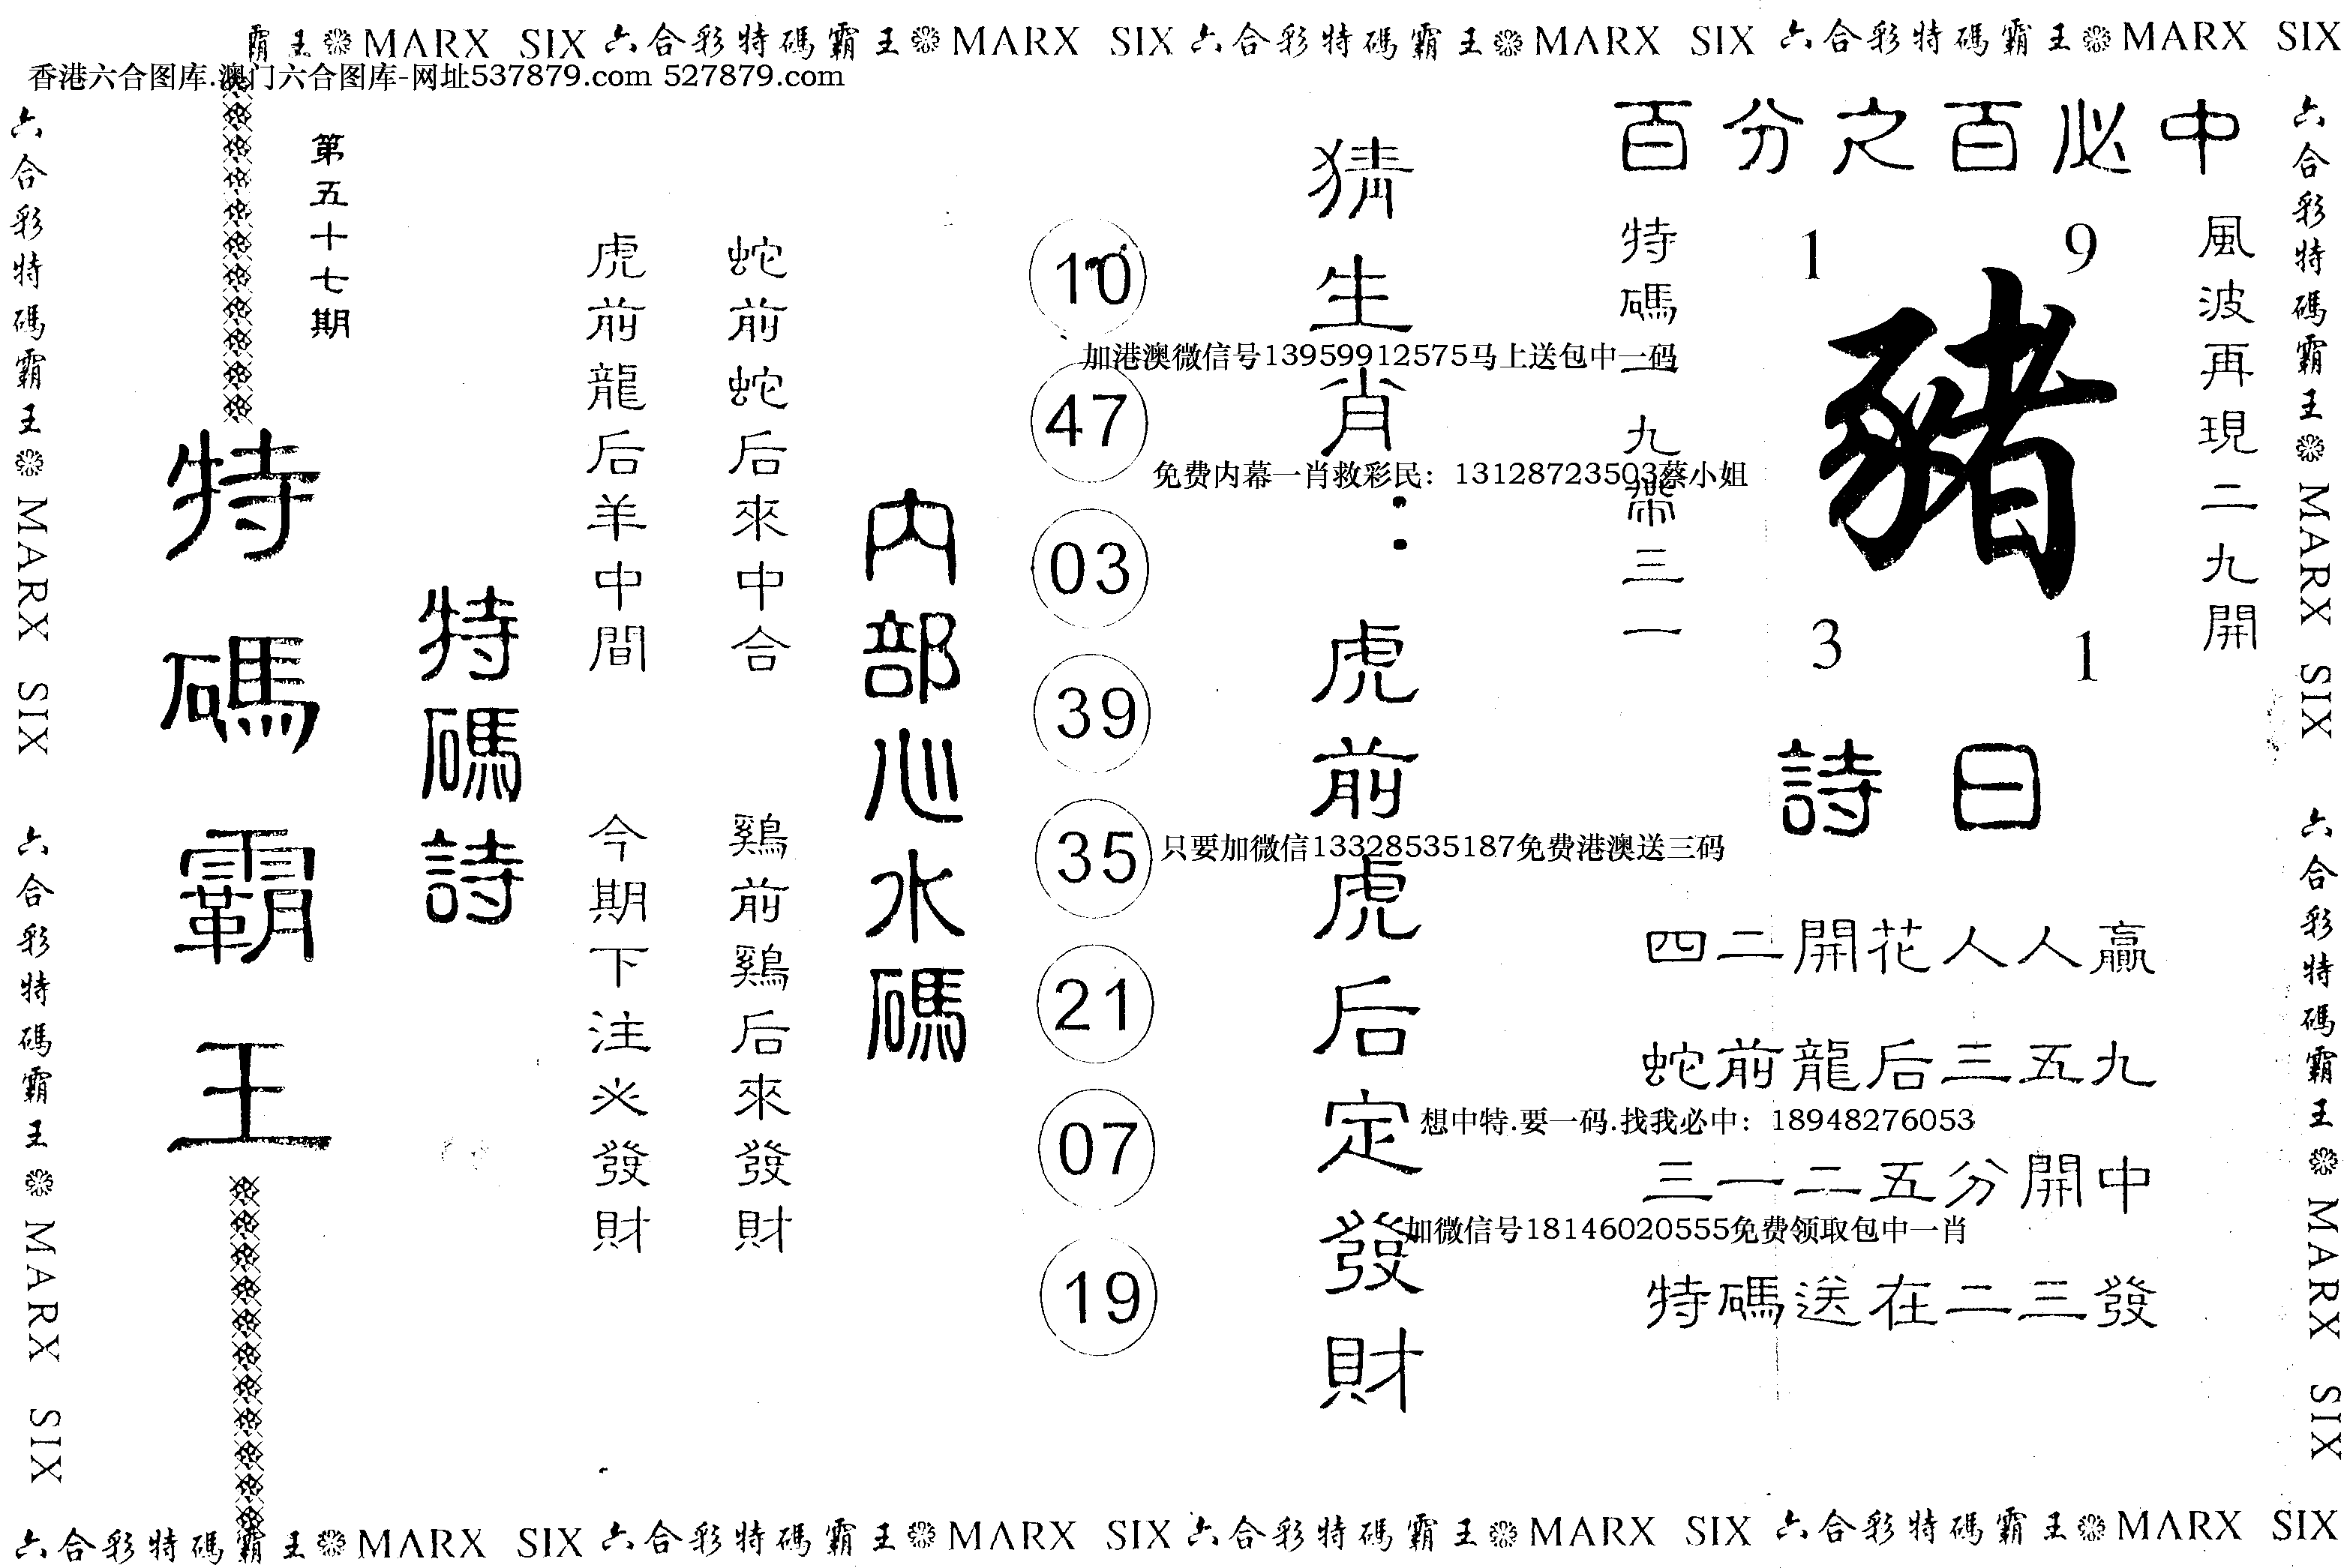 霸王❁MARX SIX 六合彩特碼霸王❁MARX SIX 六合彩特碼霸王❁MARX SIX 六合彩特碼霸王❁MARX SIX
香港六合图库.澳门六合图库-网址537879.com 527879.com
六合彩特碼霸王❁MARX SIX 六合彩特碼霸王❁MARX SIX
第五十七期
特碼霸王
特碼詩
虎前龍后羊中間 今期下注必發財
蛇前蛇后來中合 鷄前鷄后來發財
內部心水碼
10
47
03
39
35
21
07
19
猜生肖：虎前虎后定發財
加港澳微信号13959912575马上送包中一码
免费内幕一肖救彩民：13128723503蔡小姐
只要加微信13328535187免费港澳送三码
想中特.要一码.找我必中：18948276053
加微信号18146020555免费领取包中一肖
百分之百必中
特碼一九帶三一
1 9
豬
3 1
風波再現二九開
詩曰
四二開花人人贏
蛇前龍后三五九
三一二五分開中
特碼送在二三發
六合彩特碼霸王❁MARX SIX 六合彩特碼霸王❁MARX SIX
六合彩特碼霸王❁MARX SIX 六合彩特碼霸王❁MARX SIX 六合彩特碼霸王❁MARX SIX 六合彩特碼霸王❁MARX SIX